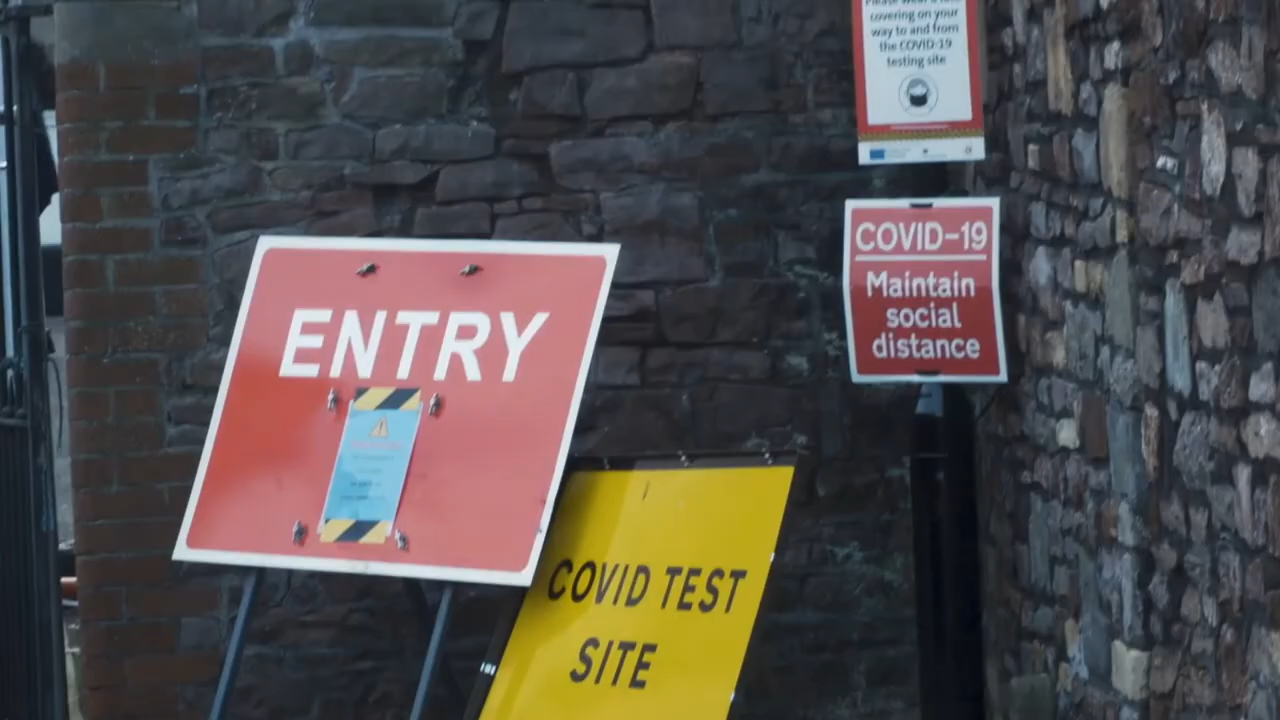 covering on your
way to and from
the COVID-19
testing site
COVID-19
Maintain
social
distance
ENTRY
COVID TEST
SITE